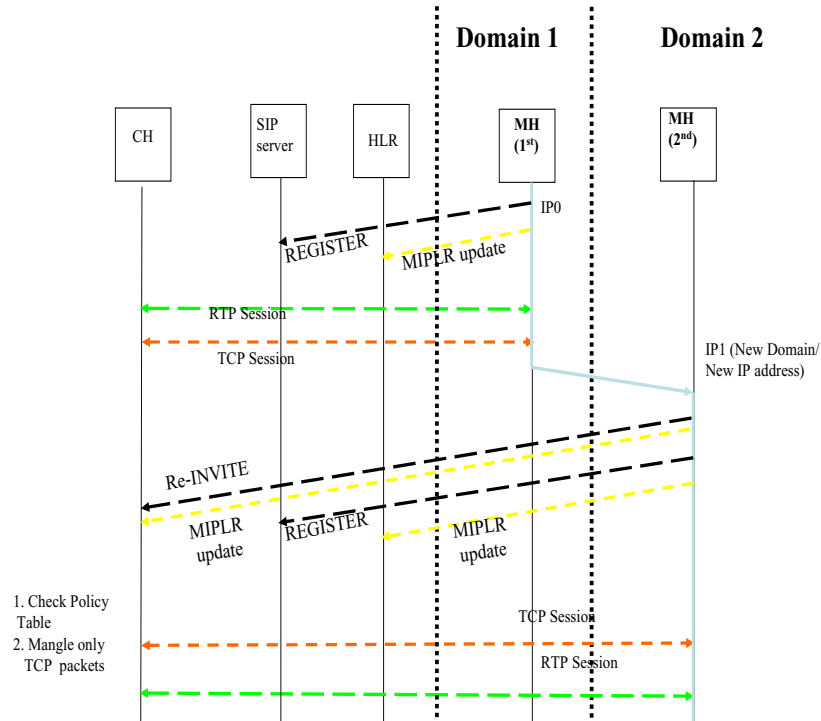 Domain 1
Domain 2
CH
SIP
server
HLR
MH
(1st)
MH
(2nd)
IP0
REGISTER
MIPLR update
RTP Session
TCP Session
IP1 (New Domain/
New IP address)
Re-INVITE
MIPLR
update
REGISTER
MIPLR
update
1. Check Policy
Table
2. Mangle only
TCP packets
TCP Session
RTP Session